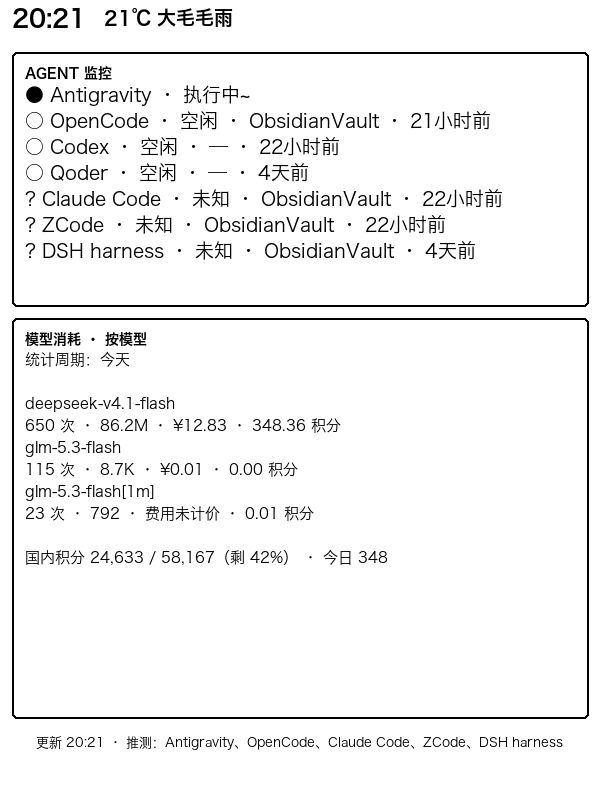 20:21 21℃ 大毛毛雨
AGENT 监控
● Antigravity · 执行中~
○ OpenCode · 空闲 · ObsidianVault · 21小时前
○ Codex · 空闲 · — · 22小时前
○ Qoder · 空闲 · — · 4天前
? Claude Code · 未知 · ObsidianVault · 22小时前
? ZCode · 未知 · ObsidianVault · 22小时前
? DSH harness · 未知 · ObsidianVault · 4天前
模型消耗 · 按模型
统计周期：今天
deepseek-v4.1-flash
650 次 · 86.2M · ¥12.83 · 348.36 积分
glm-5.3-flash
115 次 · 8.7K · ¥0.01 · 0.00 积分
glm-5.3-flash[1m]
23 次 · 792 · 费用未计价 · 0.01 积分
国内积分 24,633 / 58,167（剩 42%） · 今日 348
更新 20:21 · 推测：Antigravity、OpenCode、Claude Code、ZCode、DSH harness